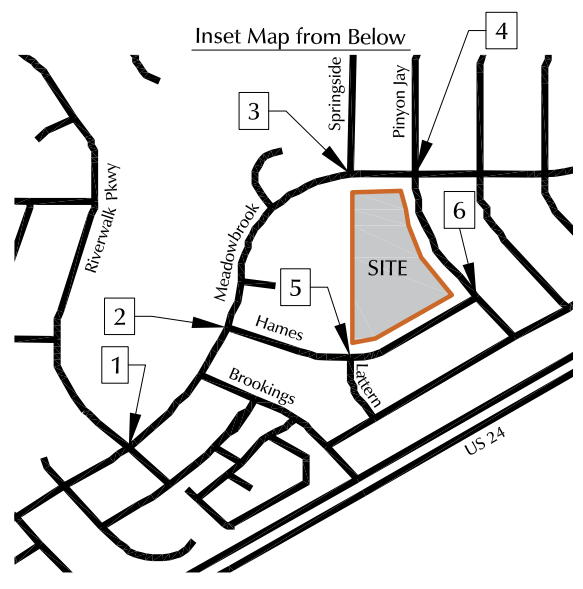 Inset Map from Below
4
Springside
Pinyon Jay
3
Riverwalk Pkwy
Meadowbrook
6
SITE
5
2
Hames
1
Brookings
Lattern
US 24